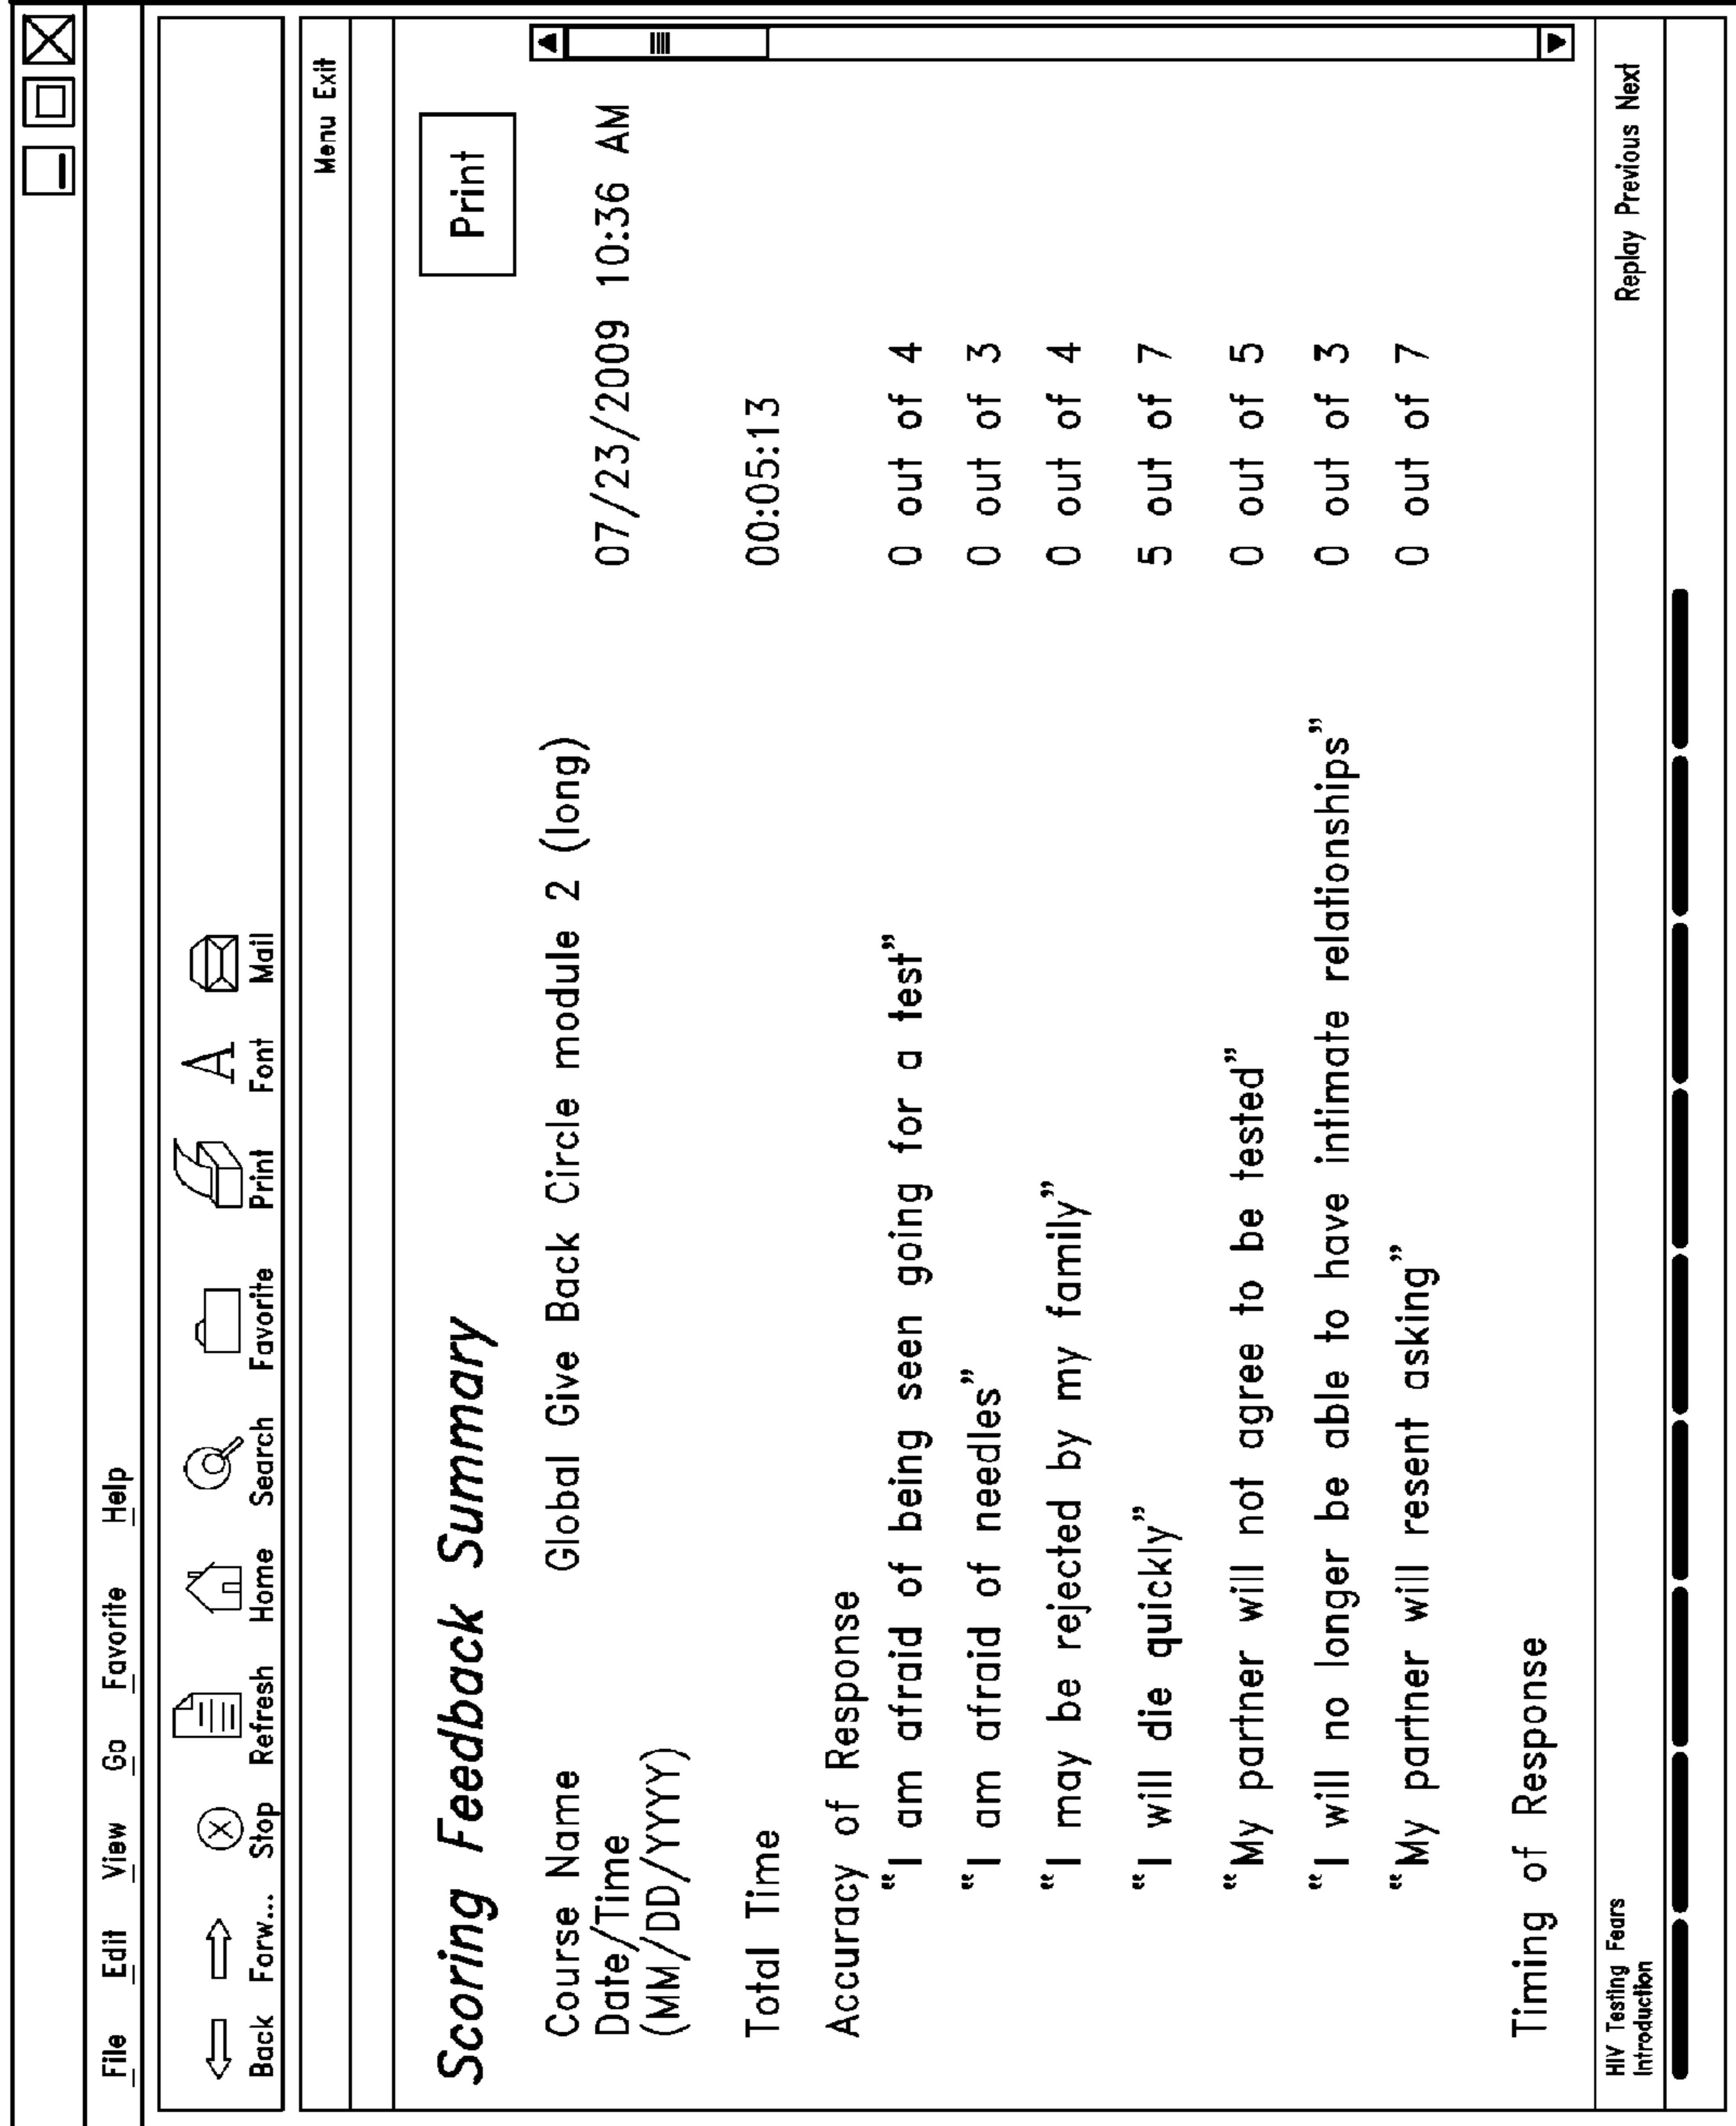 File Edit View Go Favorite Help
Back Forw... Stop Refresh Home Search Favorite Print Font Mail
Menu Exit
Scoring Feedback Summary
Print
Course Name Global Give Back Circle module 2 (long)
Date/Time 07/23/2009 10:36 AM
(MM/DD/YYYY)
Total Time 00:05:13
Accuracy of Response
“I am afraid of being seen going for a test” 0 out of 4
“I am afraid of needles” 0 out of 3
“I may be rejected by my family” 0 out of 4
“I will die quickly” 5 out of 7
“My partner will not agree to be tested” 0 out of 5
“I will no longer be able to have intimate relationships” 0 out of 3
“My partner will resent asking” 0 out of 7
Timing of Response
HIV Testing Fears
Introduction
Replay Previous Next